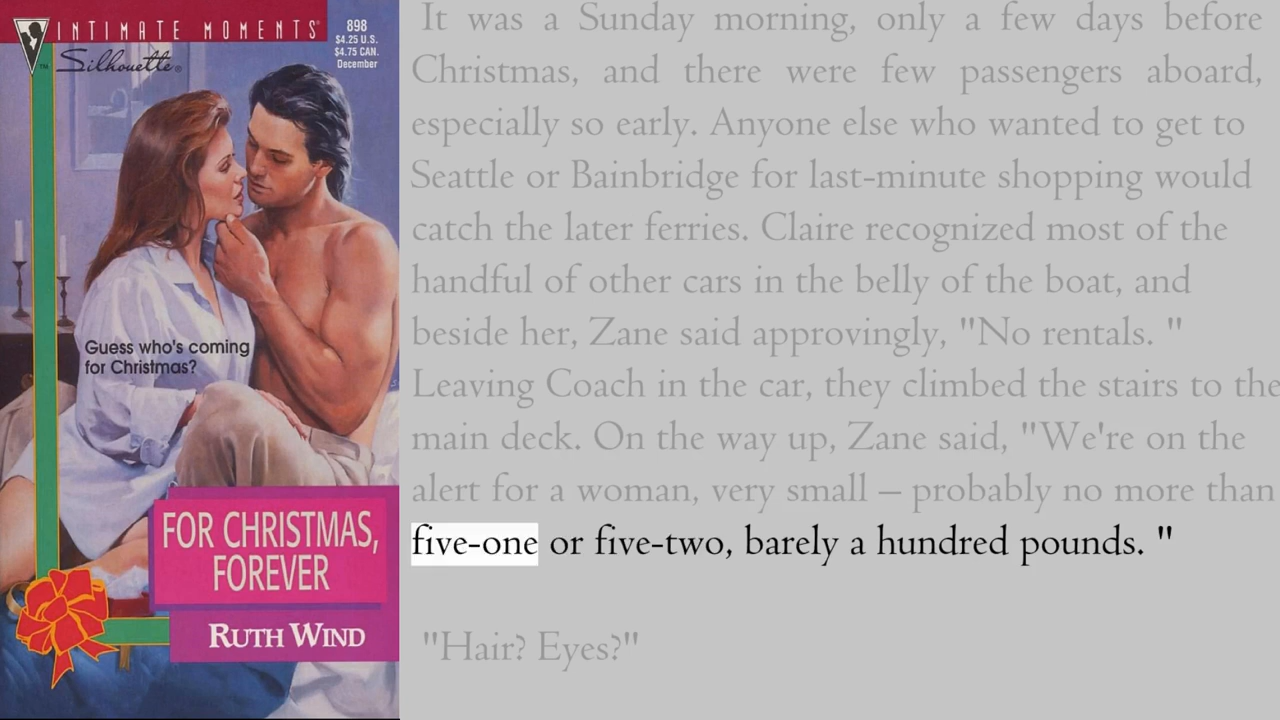 INTIMATE MOMENTS®
Silhouette®
TM
898
$4.25 U.S.
$4.75 CAN.
December
Guess who's coming
for Christmas?
FOR CHRISTMAS,
FOREVER
RUTH WIND
It was a Sunday morning, only a few days before
Christmas, and there were few passengers aboard,
especially so early. Anyone else who wanted to get to
Seattle or Bainbridge for last-minute shopping would
catch the later ferries. Claire recognized most of the
handful of other cars in the belly of the boat, and
beside her, Zane said approvingly, "No rentals. "
Leaving Coach in the car, they climbed the stairs to the
main deck. On the way up, Zane said, "We're on the
alert for a woman, very small – probably no more than
five-one or five-two, barely a hundred pounds. "
"Hair? Eyes?"